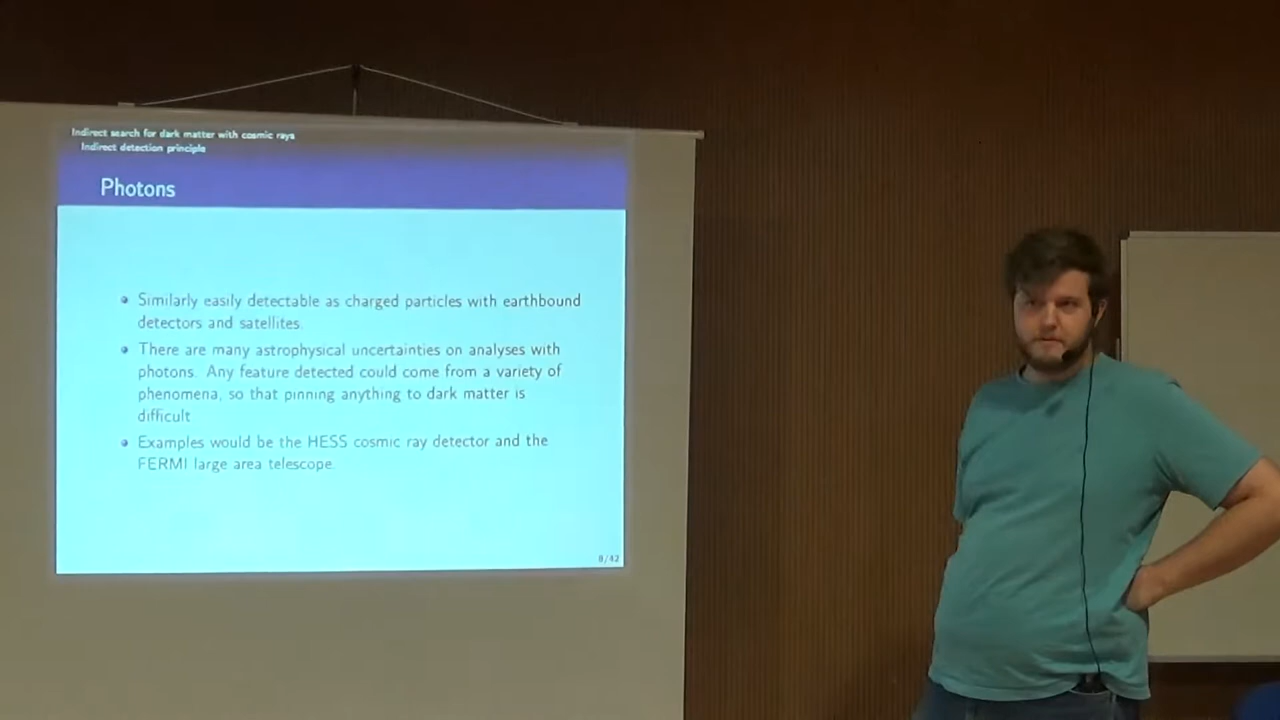 Indirect search for dark matter with cosmic rays
Indirect detection principle
Photons
Similarly easily detectable as charged particles with earthbound
detectors and satellites.
There are many astrophysical uncertainties on analyses with
photons. Any feature detected could come from a variety of
phenomena, so that pinning anything to dark matter is
difficult
Examples would be the HESS cosmic ray detector and the
FERMI large area telescope.
8/42